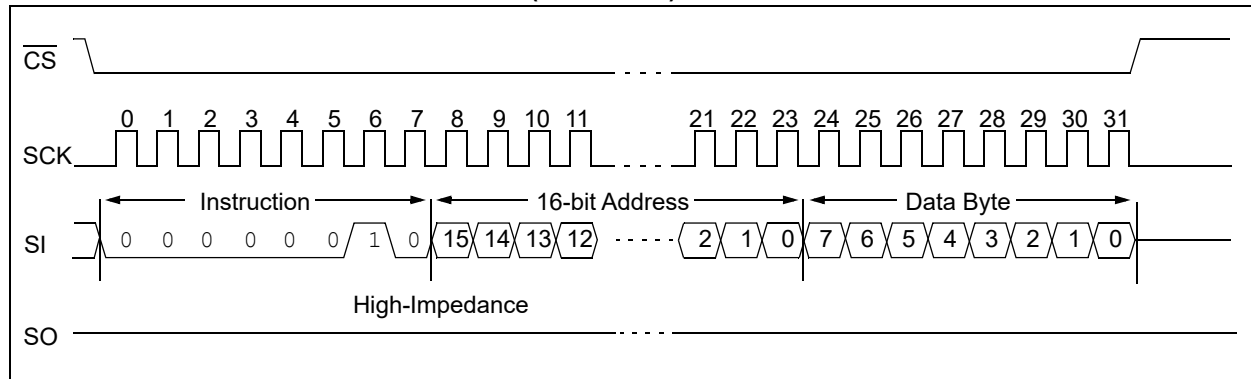 CS
0 1 2 3 4 5 6 7 8 9 10 11 21 22 23 24 25 26 27 28 29 30 31
SCK
Instruction 16-bit Address Data Byte
SI 0 0 0 0 0 0 1 0 15 14 13 12 2 1 0 7 6 5 4 3 2 1 0
High-Impedance
SO